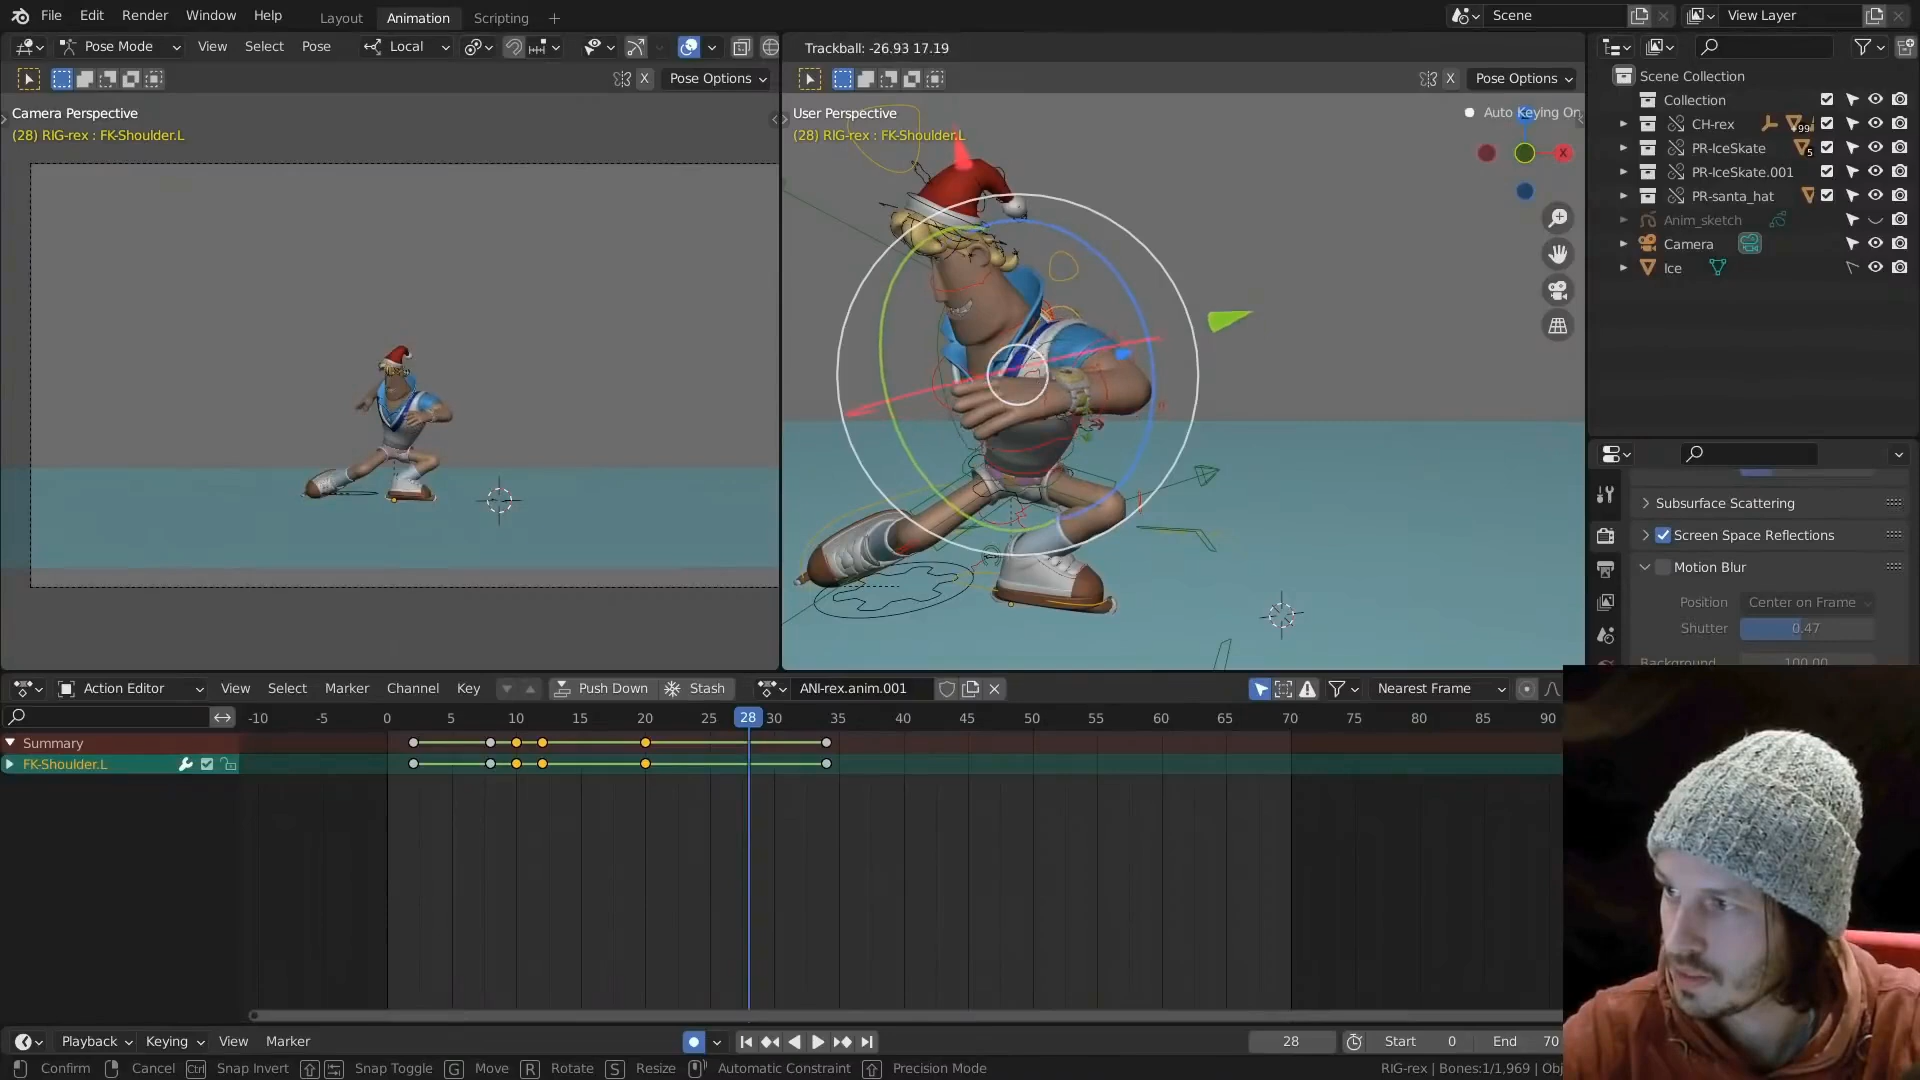 File Edit Render Window Help Layout Animation Scripting + Scene View Layer
Pose Mode View Select Pose Local Trackball: -26.93 17.19
X Pose Options X Pose Options
Scene Collection
Camera Perspective User Perspective Auto Keying On
(28) RIG-rex : FK-Shoulder.L (28) RIG-rex : FK-Shoulder.L
X
Collection
CH-rex 99
PR-IceSkate 5
PR-IceSkate.001
PR-santa_hat
Anim_sketch
Camera
Ice
Subsurface Scattering
Screen Space Reflections
Motion Blur
Position Center on Frame
Shutter 0.47
Background 100.00
Action Editor View Select Marker Channel Key Push Down Stash ANI-rex.anim.001 Nearest Frame
-10 -5 0 5 10 15 20 25 28 30 35 40 45 50 55 60 65 70 75 80 85 90
Summary
FK-Shoulder.L
Playback Keying View Marker 28 Start 0 End 70
Confirm Cancel Ctrl Snap Invert Snap Toggle G Move R Rotate S Resize Automatic Constraint Precision Mode RIG-rex | Bones:1/1,969 | Obj